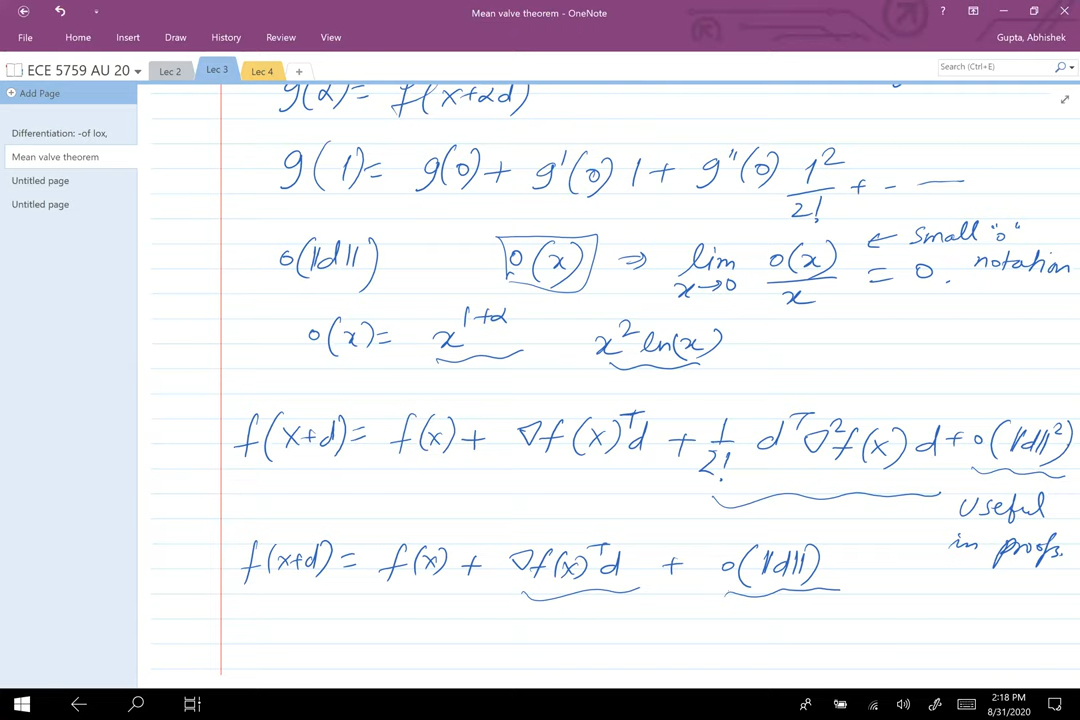 Mean valve theorem - OneNote
File Home Insert Draw History Review View Gupta, Abhishek
ECE 5759 AU 20 Lec 2 Lec 3 Lec 4 + Search (Ctrl+E)
Add Page
Differentiation: -of lox,
Mean valve theorem
Untitled page
Untitled page
g(α)= f(x+αd)
g(1)= g(0)+ g'(0) 1 + g"(0) 1²/2! + - —
o(||d||) o(x) ⇒ lim x→0 o(x)/x = 0. ← small "o" notation
o(x)= x^(1+α) x² ln(x)
f(x+d)= f(x)+ ∇f(x)ᵀd + 1/2! dᵀ∇²f(x)d + o(||d||²)
useful
in proofs.
f(x+d)= f(x) + ∇f(x)ᵀd + o(||d||)
2:18 PM
8/31/2020